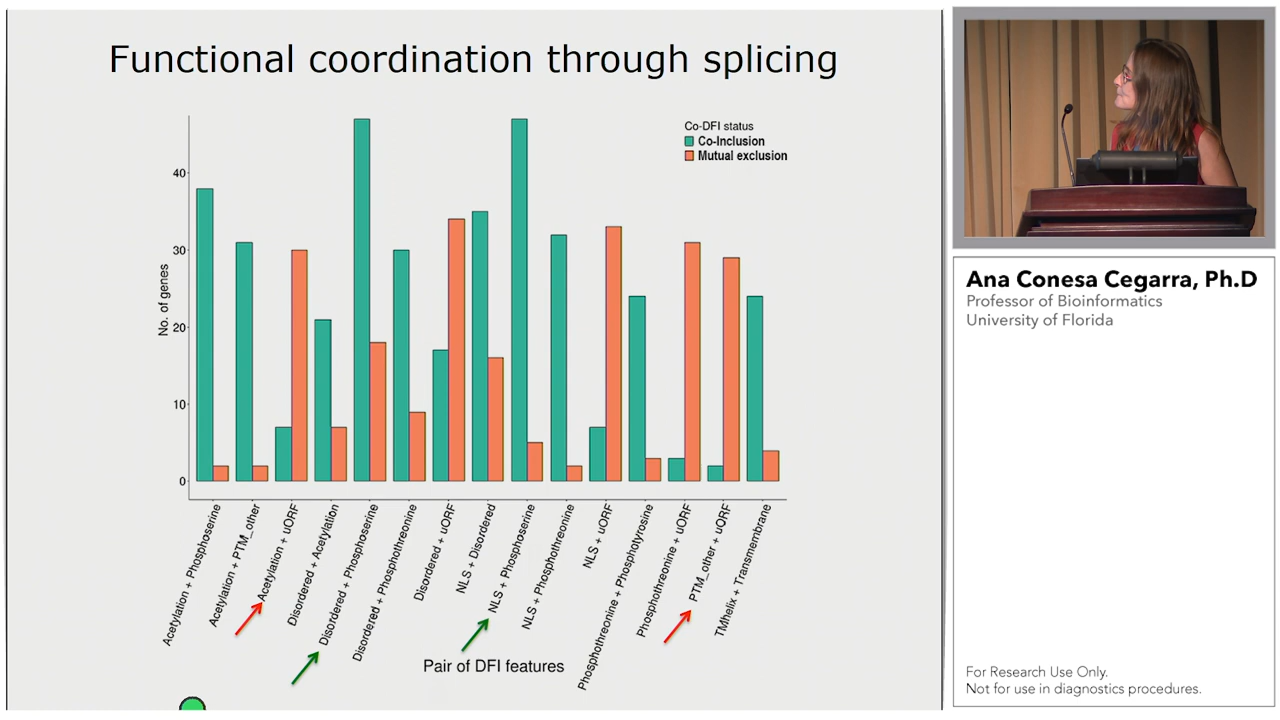 Functional coordination through splicing
Co-DFI status
Co-Inclusion
Mutual exclusion
No. of genes
40
30
20
10
0
Acetylation + Phosphoserine
Acetylation + PTM_other
Acetylation + uORF
Disordered + Acetylation
Disordered + Phosphoserine
Disordered + Phosphothreonine
Disordered + uORF
NLS + Disordered
NLS + Phosphoserine
NLS + Phosphothreonine
NLS + uORF
Phosphothreonine + Phosphotyrosine
Phosphothreonine + uORF
PTM_other + uORF
TMhelix + Transmembrane
Pair of DFI features
Ana Conesa Cegarra, Ph.D
Professor of Bioinformatics
University of Florida
For Research Use Only.
Not for use in diagnostics procedures.